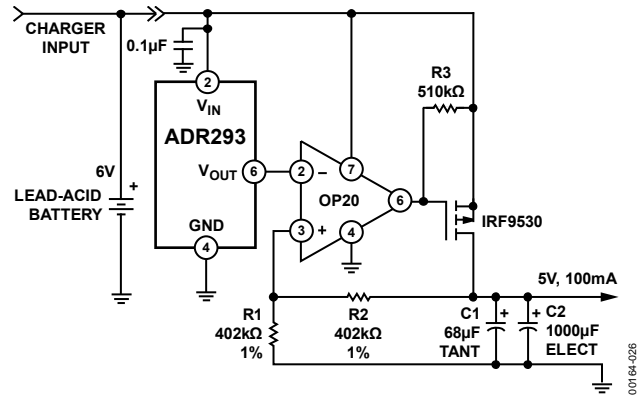 CHARGER
INPUT
0.1µF
2
V_IN
ADR293
V_OUT
6
GND
4
6V
+
LEAD-ACID
BATTERY
2
–
7
OP20
3
+
4
6
R3
510kΩ
IRF9530
5V, 100mA
R1
402kΩ
1%
R2
402kΩ
1%
C1
68µF
TANT
+
+
C2
1000µF
ELECT
00164-026